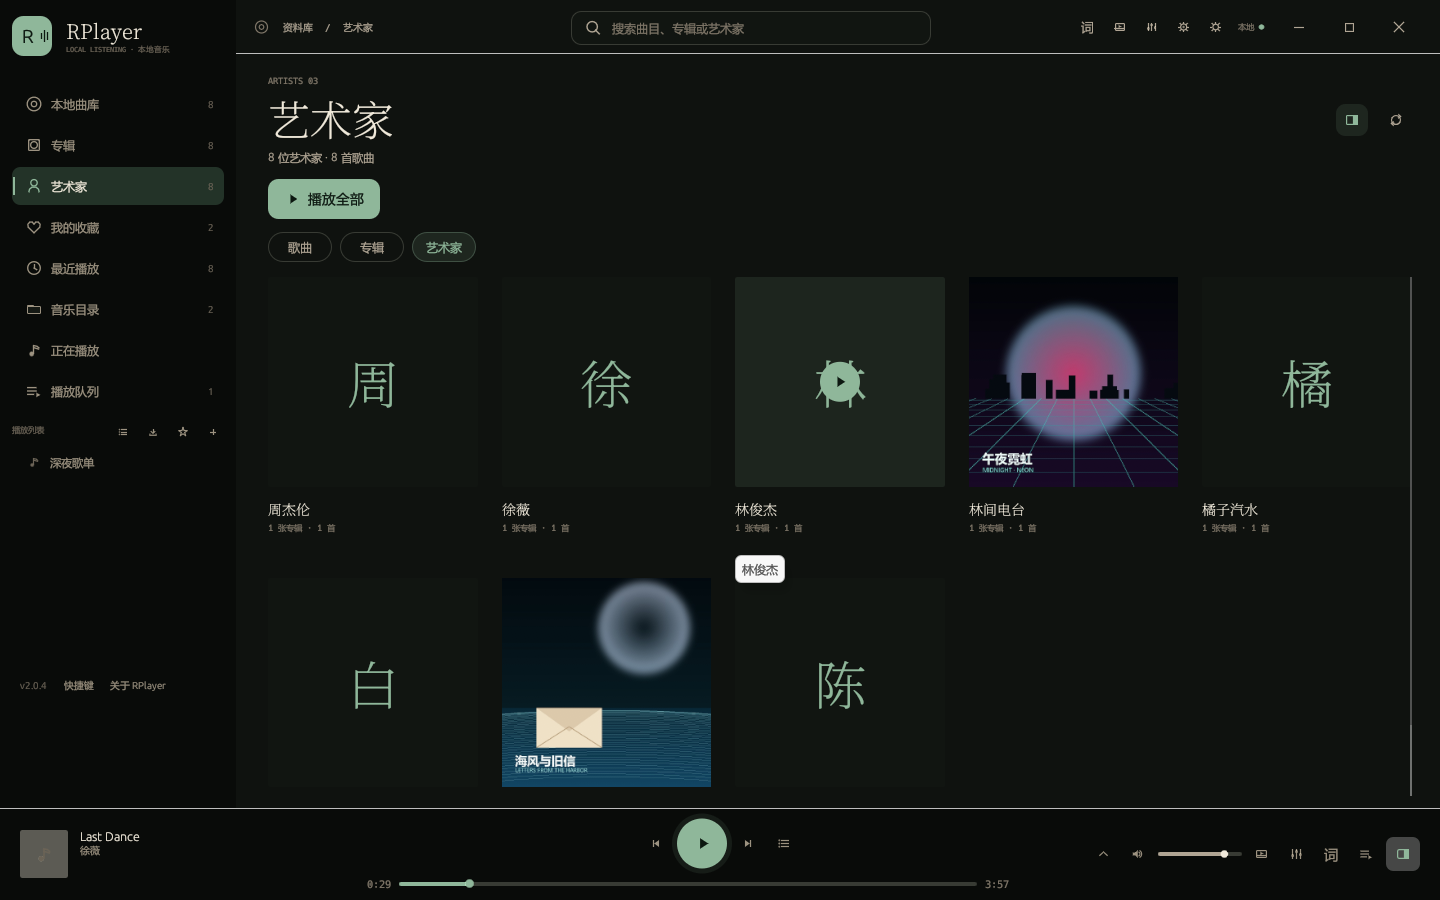 R
RPlayer
LOCAL LISTENING · 本地音乐
本地曲库 8
专辑 8
艺术家 8
我的收藏 2
最近播放 8
音乐目录 2
正在播放
播放队列 1
播放列表
深夜歌单
v2.0.4 快捷键 关于 RPlayer
资料库 / 艺术家
搜索曲目、专辑或艺术家
词
本地
ARTISTS 03
艺术家
8 位艺术家 · 8 首歌曲
播放全部
歌曲 专辑 艺术家
周
徐
午夜霓虹
MIDNIGHT NEON
橘
周杰伦
1 张专辑 · 1 首
徐薇
1 张专辑 · 1 首
林俊杰
1 张专辑 · 1 首
林间电台
1 张专辑 · 1 首
橘子汽水
1 张专辑 · 1 首
林俊杰
白
海风与旧信
LETTERS FROM THE HARBOR
陈
Last Dance
徐薇
0:29
3:57
词